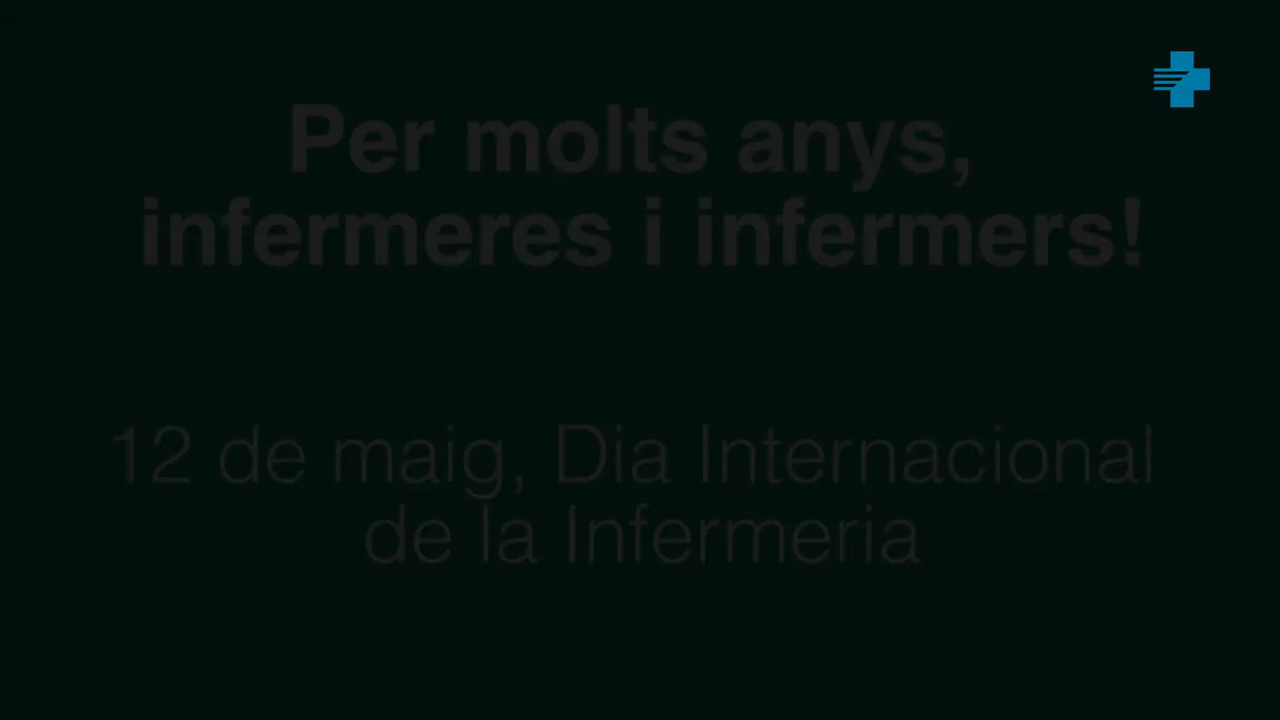 Per molts anys,
infermeres i infermers!
12 de maig, Dia Internacional
de la Infermeria